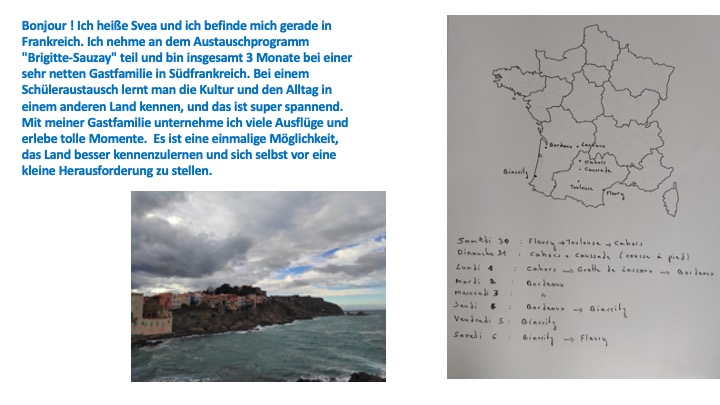 Bonjour ! Ich heiße Svea und ich befinde mich gerade in
Frankreich. Ich nehme an dem Austauschprogramm
"Brigitte-Sauzay" teil und bin insgesamt 3 Monate bei einer
sehr netten Gastfamilie in Südfrankreich. Bei einem
Schüleraustausch lernt man die Kultur und den Alltag in
einem anderen Land kennen, und das ist super spannend.
Mit meiner Gastfamilie unternehme ich viele Ausflüge und
erlebe tolle Momente. Es ist eine einmalige Möglichkeit,
das Land besser kennenzulernen und sich selbst vor eine
kleine Herausforderung zu stellen.
Bordeaux Lascaux
Cahors
Caussade
Biarritz
Toulouse
Fleury
Samedi 30 : Fleury → Toulouse → Cahors
Dimanche 31 : Cahors + Caussade (course à pied)
Lundi 1 : Cahors → Grotte de Lascaux → Bordeaux
Mardi 2 : Bordeaux
Mercredi 3 : "
Jeudi : Bordeaux → Biarritz
Vendredi 5 : Biarritz
Samedi 6 : Biarritz → Fleury